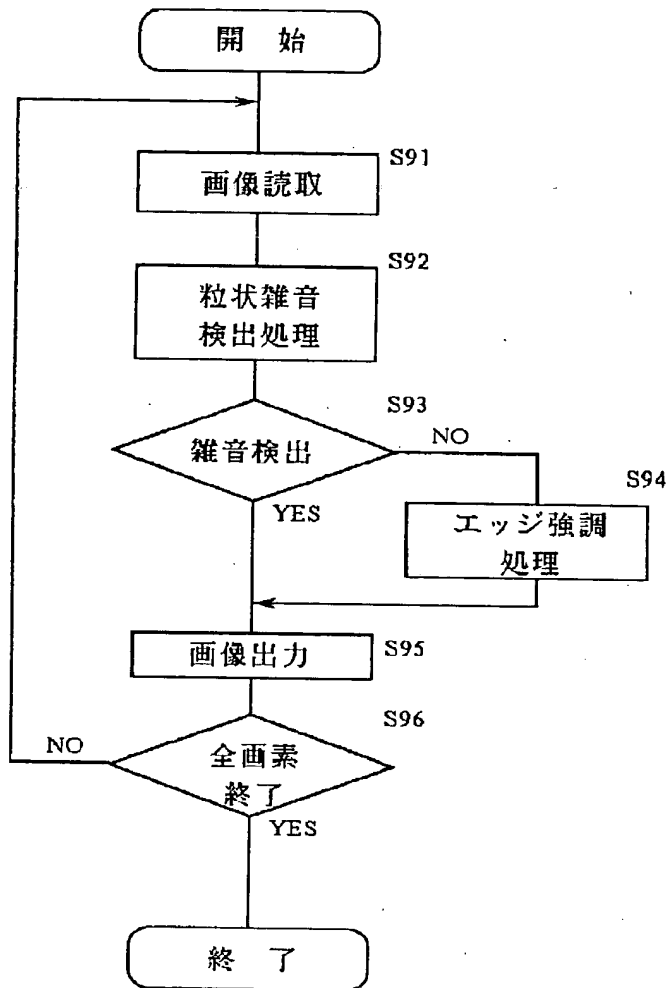 開 始
S91
画像読取
S92
粒状雑音
検出処理
S93
雑音検出
NO
S94
YES
エッジ強調
処理
画像出力
S95
S96
NO
全画素
終了
YES
終 了